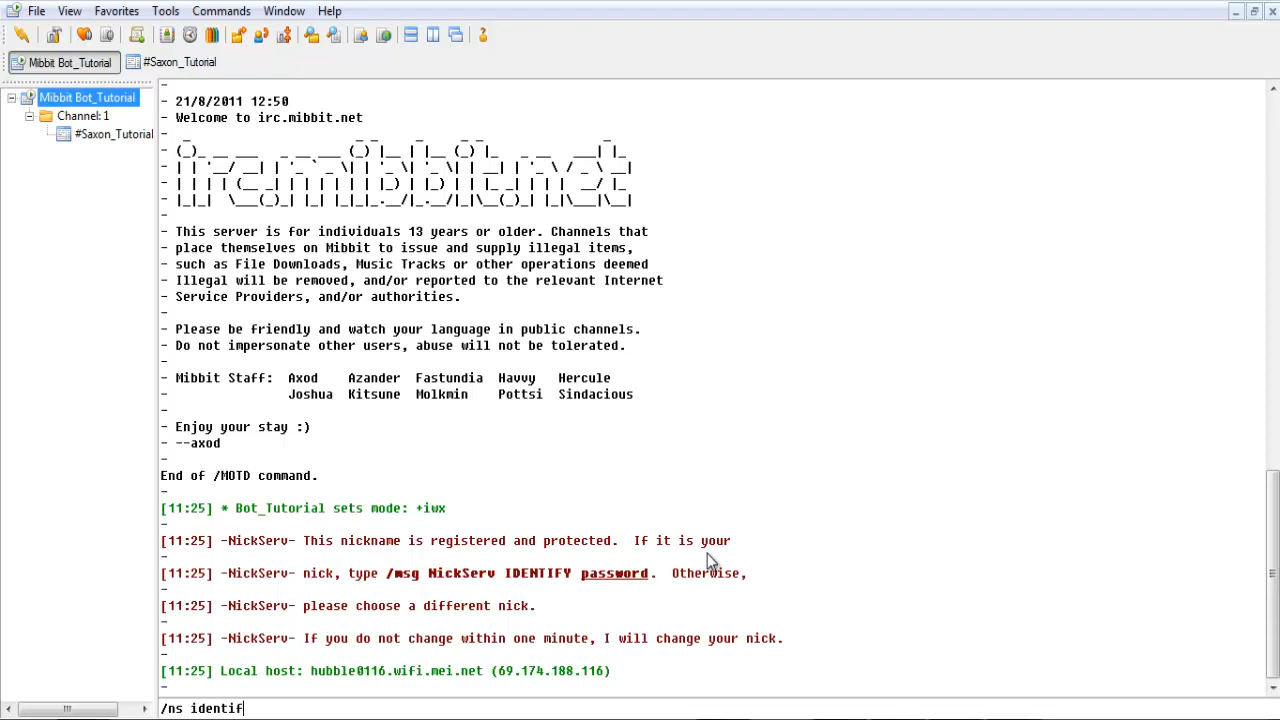 File View Favorites Tools Commands Window Help
Mibbit Bot_Tutorial #Saxon_Tutorial
Mibbit Bot_Tutorial
Channel: 1
#Saxon_Tutorial
-
- 21/8/2011 12:50
- Welcome to irc.mibbit.net
- irc.mibbit.net
-
- This server is for individuals 13 years or older. Channels that
- place themselves on Mibbit to issue and supply illegal items,
- such as File Downloads, Music Tracks or other operations deemed
- Illegal will be removed, and/or reported to the relevant Internet
- Service Providers, and/or authorities.
-
- Please be friendly and watch your language in public channels.
- Do not impersonate other users, abuse will not be tolerated.
-
- Mibbit Staff: Axod Azander Fastundia Havvy Hercule
- Joshua Kitsune Molkmin Pottsi Sindacious
-
- Enjoy your stay :)
- --axod
-
End of /MOTD command.
-
[11:25] * Bot_Tutorial sets mode: +iwx
-
[11:25] -NickServ- This nickname is registered and protected. If it is your
-
[11:25] -NickServ- nick, type /msg NickServ IDENTIFY password. Otherwise,
-
[11:25] -NickServ- please choose a different nick.
-
[11:25] -NickServ- If you do not change within one minute, I will change your nick.
-
[11:25] Local host: hubble0116.wifi.mei.net (69.174.188.116)
-
/ns identif